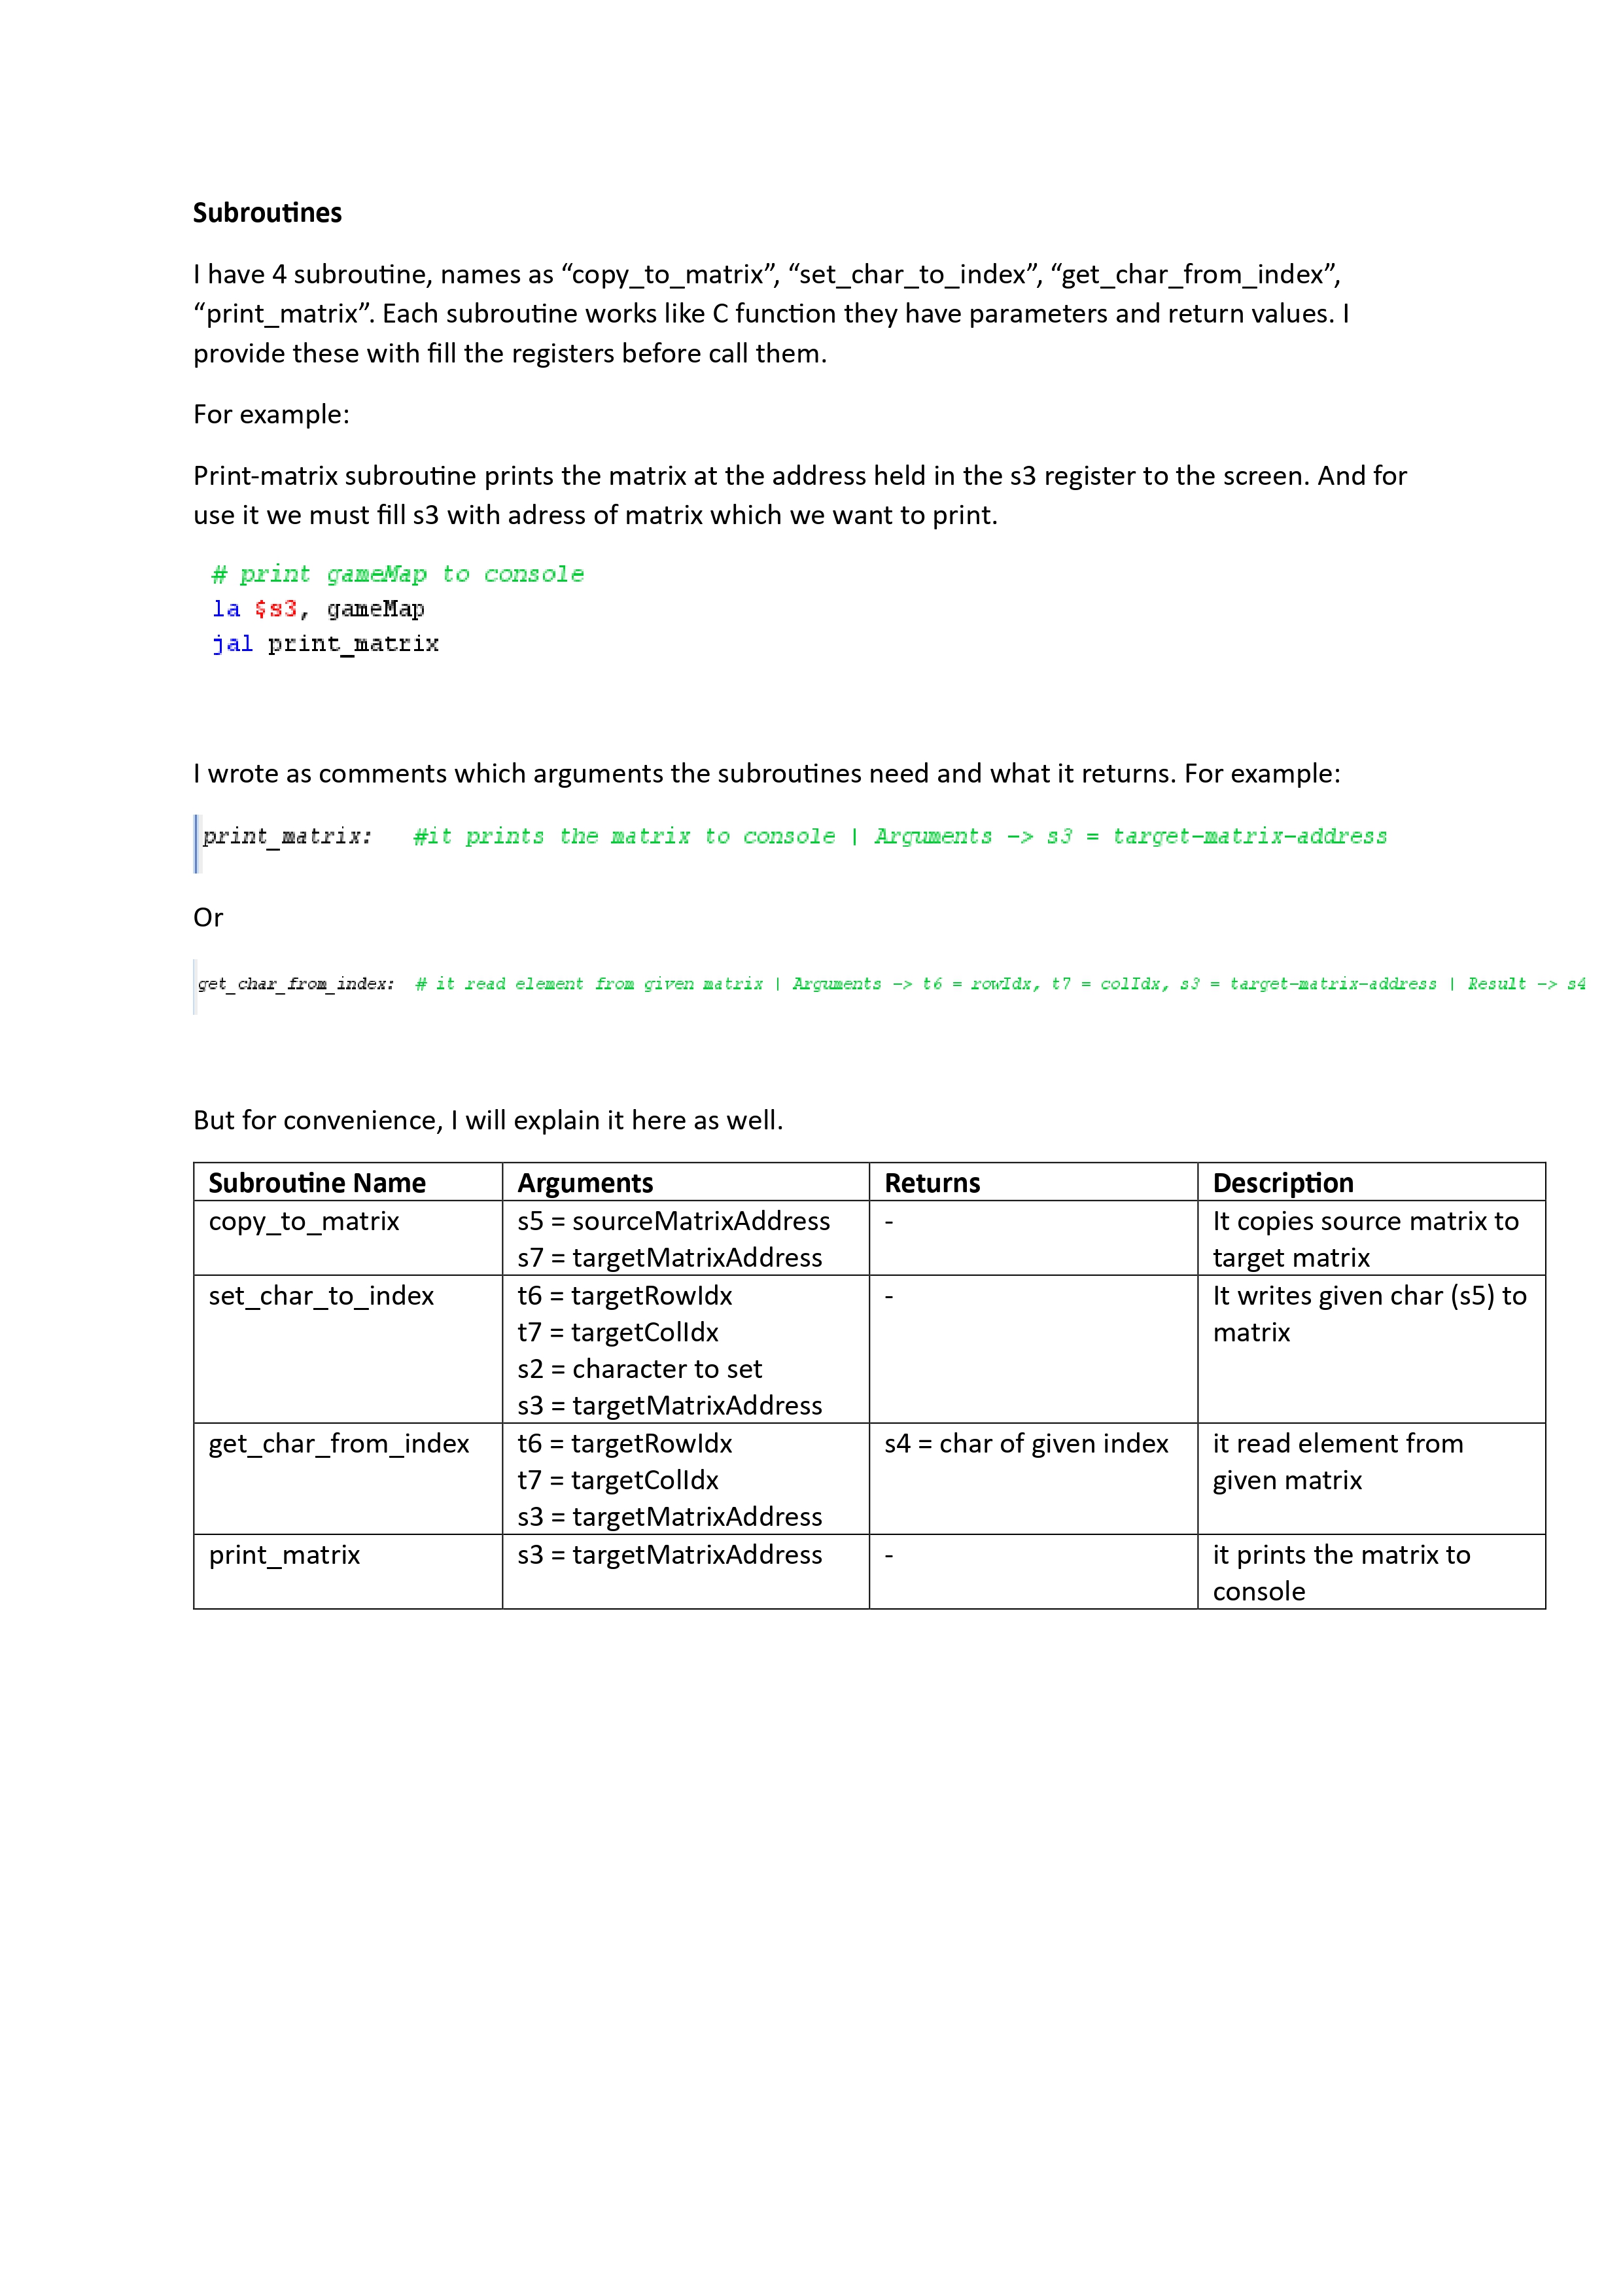 Subroutines
I have 4 subroutine, names as “copy_to_matrix”, “set_char_to_index”, “get_char_from_index”,
“print_matrix”. Each subroutine works like C function they have parameters and return values. I
provide these with fill the registers before call them.
For example:
Print-matrix subroutine prints the matrix at the address held in the s3 register to the screen. And for
use it we must fill s3 with adress of matrix which we want to print.
# print gameMap to console
la $s3, gameMap
jal print_matrix
I wrote as comments which arguments the subroutines need and what it returns. For example:
print_matrix: #it prints the matrix to console | Arguments -> s3 = target-matrix-address
Or
get_char_from_index: # it read element from given matrix | Arguments -> t6 = rowIdx, t7 = colIdx, s3 = target-matrix-address | Result -> s4
But for convenience, I will explain it here as well.
Subroutine Name Arguments Returns Description
copy_to_matrix s5 = sourceMatrixAddress - It copies source matrix to
s7 = targetMatrixAddress target matrix
set_char_to_index t6 = targetRowIdx - It writes given char (s5) to
t7 = targetColIdx matrix
s2 = character to set
s3 = targetMatrixAddress
get_char_from_index t6 = targetRowIdx s4 = char of given index it read element from
t7 = targetColIdx given matrix
s3 = targetMatrixAddress
print_matrix s3 = targetMatrixAddress - it prints the matrix to
console